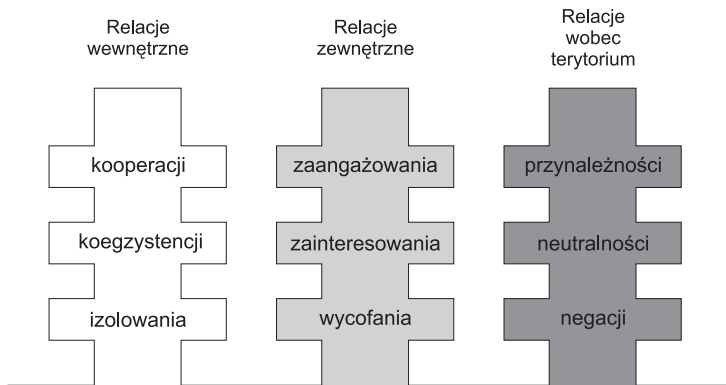 Relacje
wewnętrzne
kooperacji
koegzystencji
izolowania
Relacje
zewnętrzne
zaangażowania
zainteresowania
wycofania
Relacje
wobec
terytorium
przynależności
neutralności
negacji